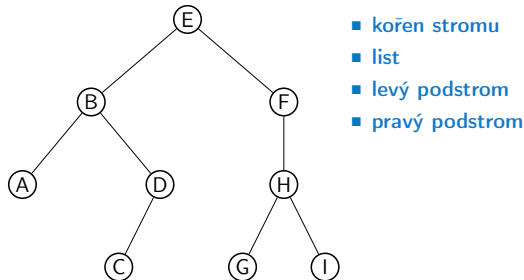 E
kořen stromu
list
B
F
levý podstrom
pravý podstrom
A
D
H
C
G
I